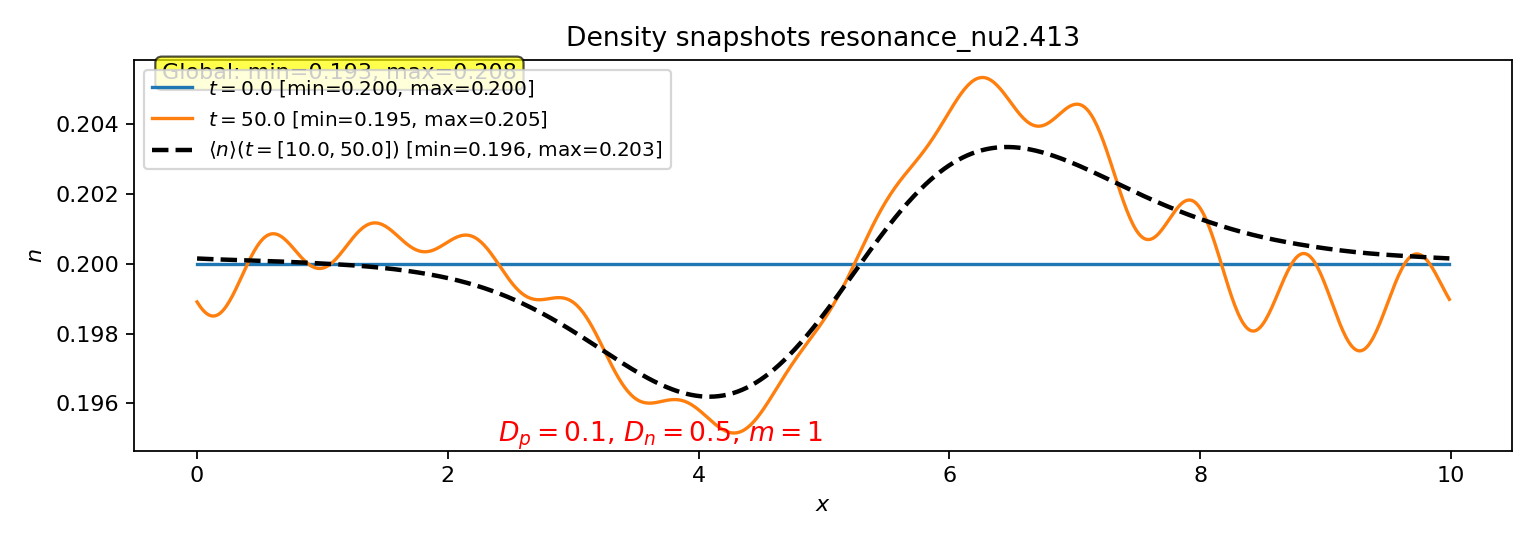 Density snapshots resonance_nu2.413
Global: min=0.193, max=0.208
t = 0.0 [min=0.200, max=0.200]
t = 50.0 [min=0.195, max=0.205]
⟨n⟩(t = [10.0, 50.0]) [min=0.196, max=0.203]
0.204
0.202
0.200
0.198
0.196
n
D_p = 0.1, D_n = 0.5, m = 1
0 2 4 6 8 10
x